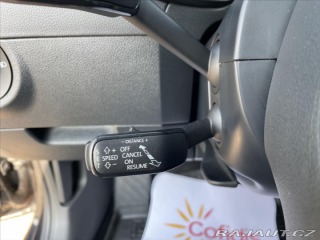 - DISTANCE +
+ OFF
SPEED CANCEL
- ON
RESUME
RAJAUT.CZ